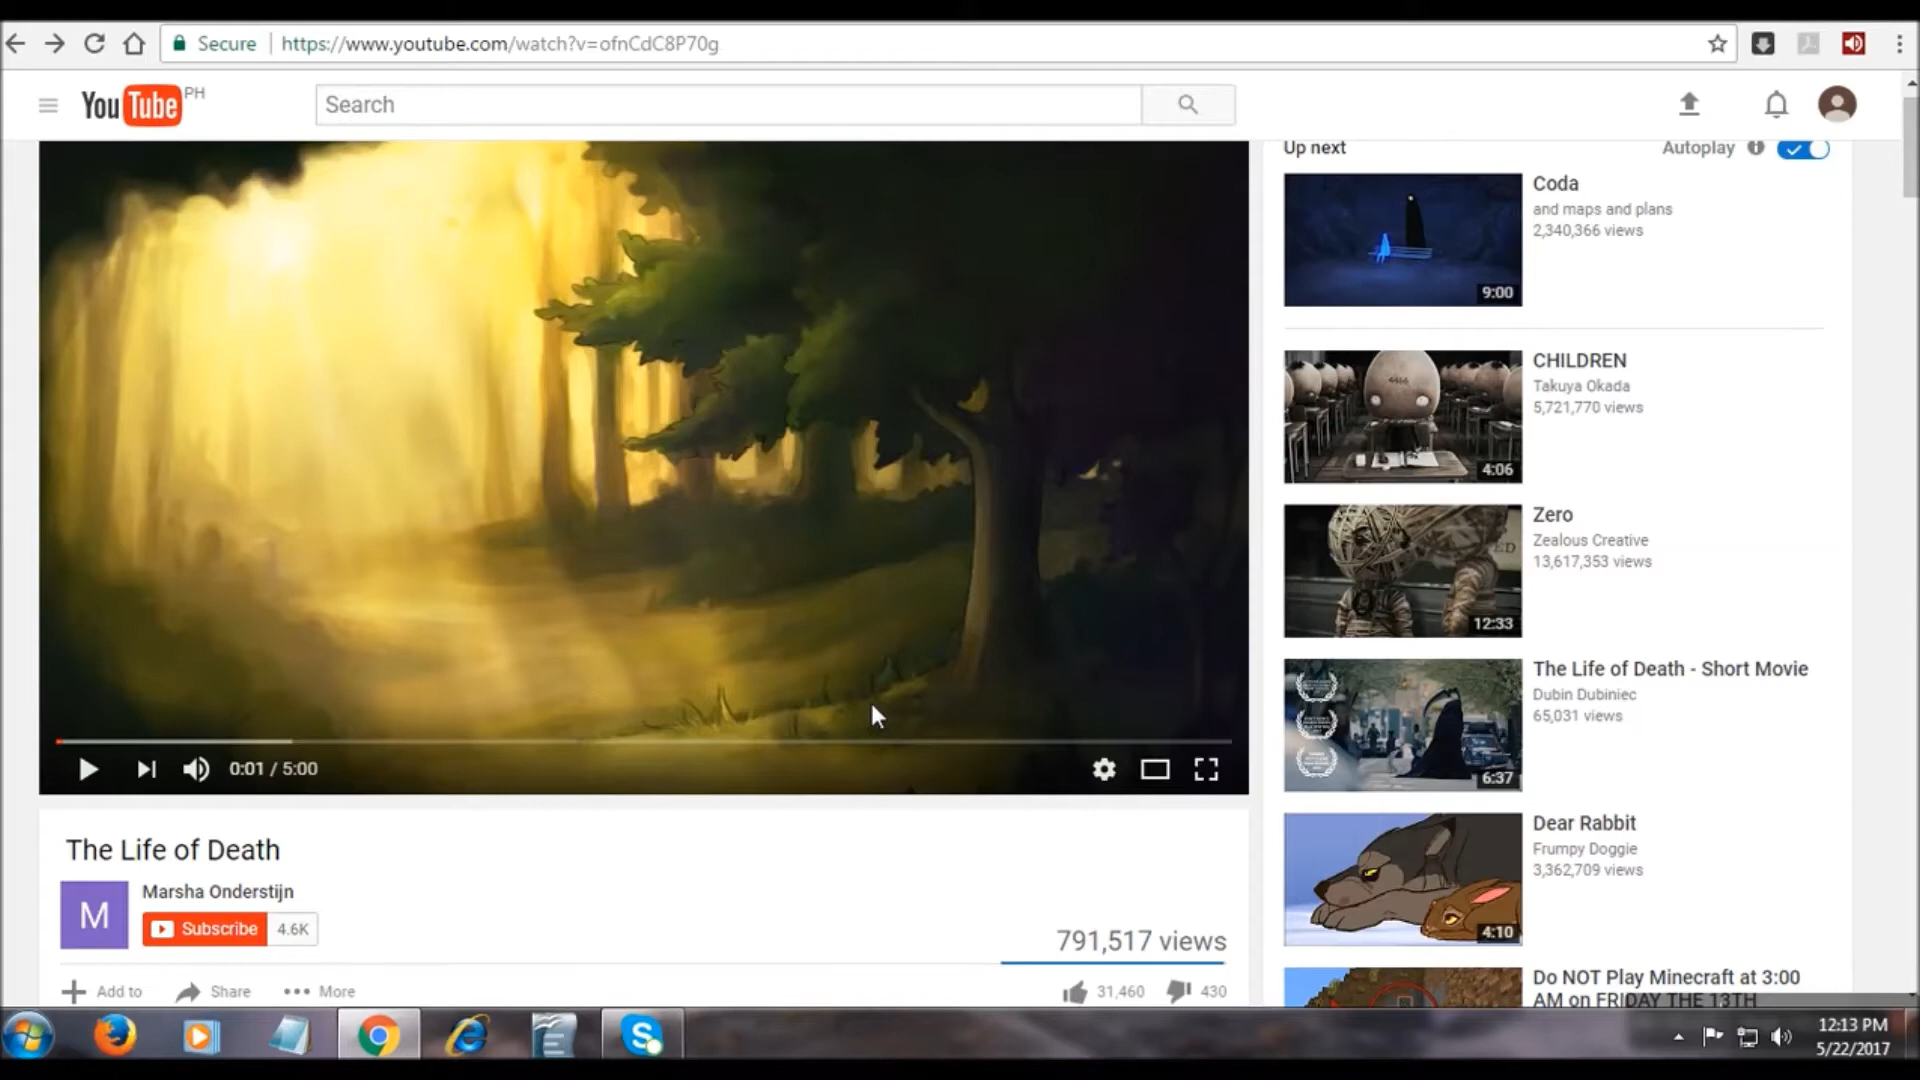 Secure
https://www.youtube.com/watch?v=ofnCdC8P70g
YouTube PH
Search
Up next
Autoplay
Coda
and maps and plans
2,340,366 views
9:00
CHILDREN
Takuya Okada
5,721,770 views
4466
4:06
Zero
Zealous Creative
13,617,353 views
ED
12:33
The Life of Death - Short Movie
Dubin Dubiniec
65,031 views
6:37
0:01 / 5:00
Dear Rabbit
Frumpy Doggie
3,362,709 views
4:10
The Life of Death
M
Marsha Onderstijn
Subscribe 4.6K
791,517 views
Add to
Share
More
31,460
430
Do NOT Play Minecraft at 3:00
AM on FRIDAY THE 13TH
12:13 PM
5/22/2017